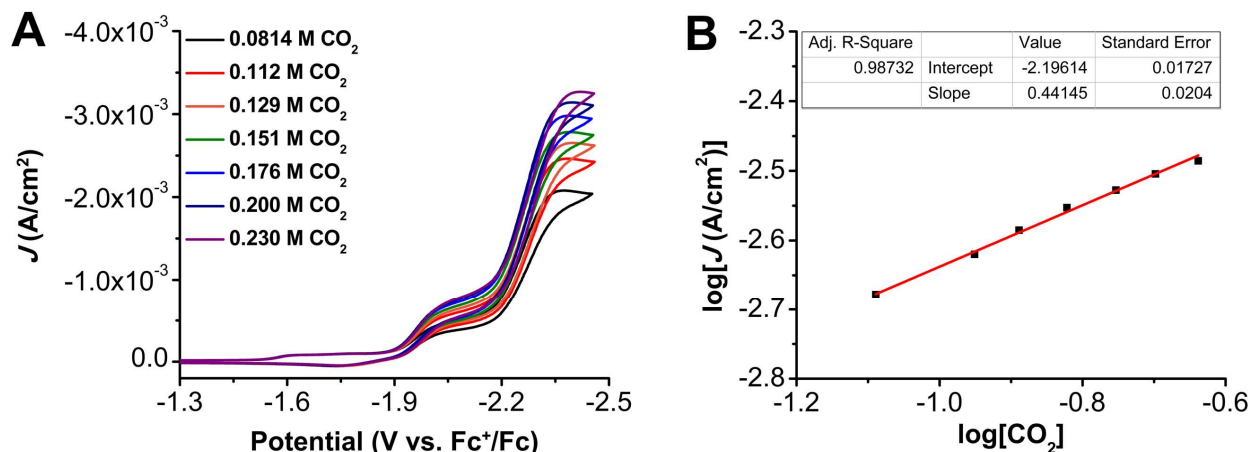 A
-4.0x10⁻³
-3.0x10⁻³
-2.0x10⁻³
-1.0x10⁻³
0.0
J (A/cm²)
0.0814 M CO₂
0.112 M CO₂
0.129 M CO₂
0.151 M CO₂
0.176 M CO₂
0.200 M CO₂
0.230 M CO₂
-1.3 -1.6 -1.9 -2.2 -2.5
Potential (V vs. Fc⁺/Fc)
B
-2.3
-2.4
-2.5
-2.6
-2.7
-2.8
log[J (A/cm²)]
Adj. R-Square Value Standard Error
0.98732 Intercept -2.19614 0.01727
Slope 0.44145 0.0204
-1.2 -1.0 -0.8 -0.6
log[CO₂]